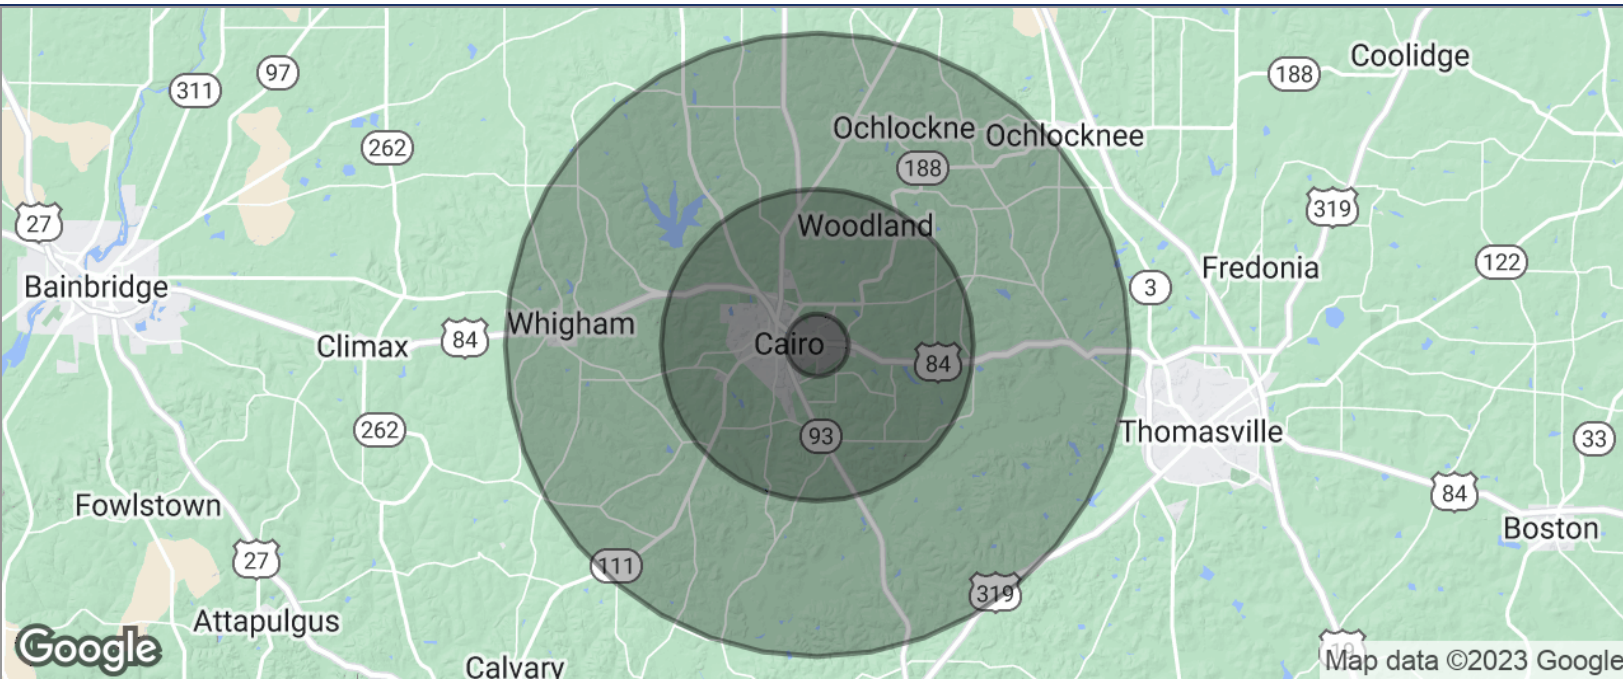 Coolidge
97
188
311
Ochlockne
Ochlocknee
262
188
319
27
Woodland
122
Fredonia
Bainbridge
3
Whigham
84
Climax
Cairo
84
262
93
Thomasville
33
84
Fowlstown
Boston
27
111
319
Attapulgus
Google
Calvary
19
Map data ©2023 Google